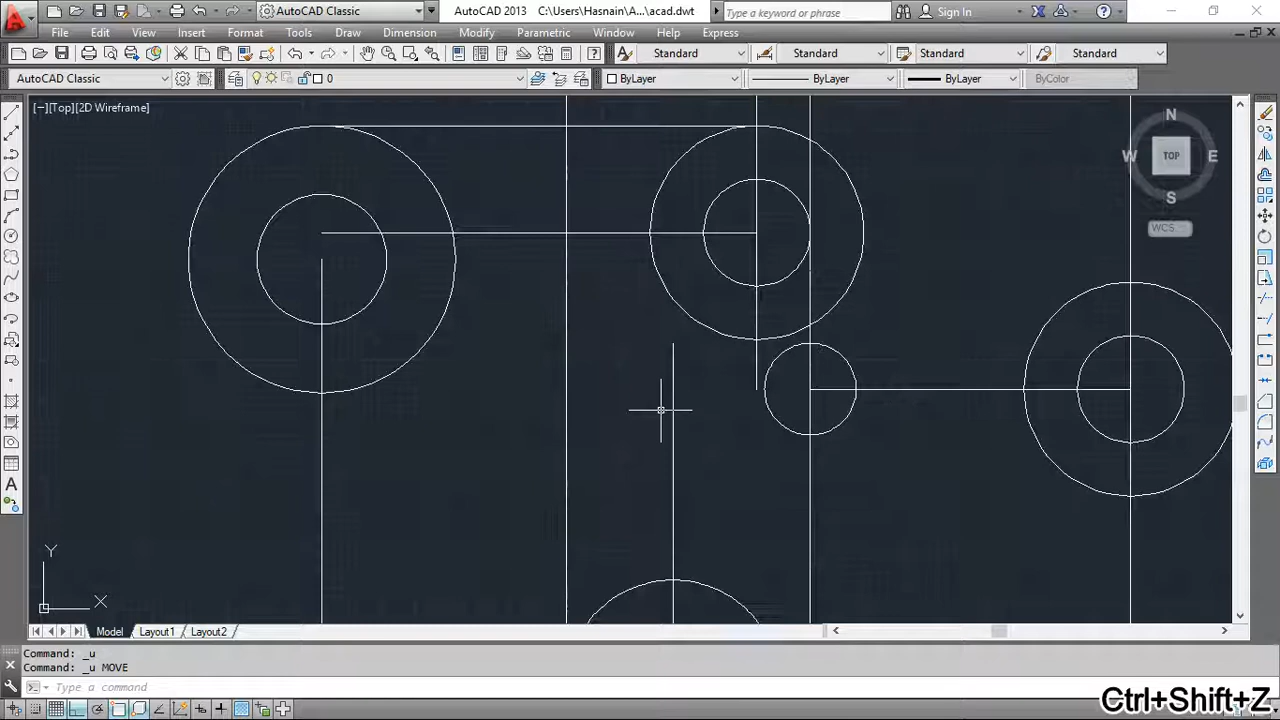 AutoCAD Classic
AutoCAD 2013 C:\Users\Hasnain\A...\acad.dwt
Type a keyword or phrase
Sign In
File Edit View Insert Format Tools Draw Dimension Modify Parametric Window Help Express
Standard Standard Standard Standard
AutoCAD Classic 0 ByLayer ByLayer ByLayer ByColor
[−][Top][2D Wireframe]
N
W TOP E
S
WCS
Y
X
Model Layout1 Layout2
Command: _u
Command: _u MOVE
Type a command
Ctrl+Shift+Z